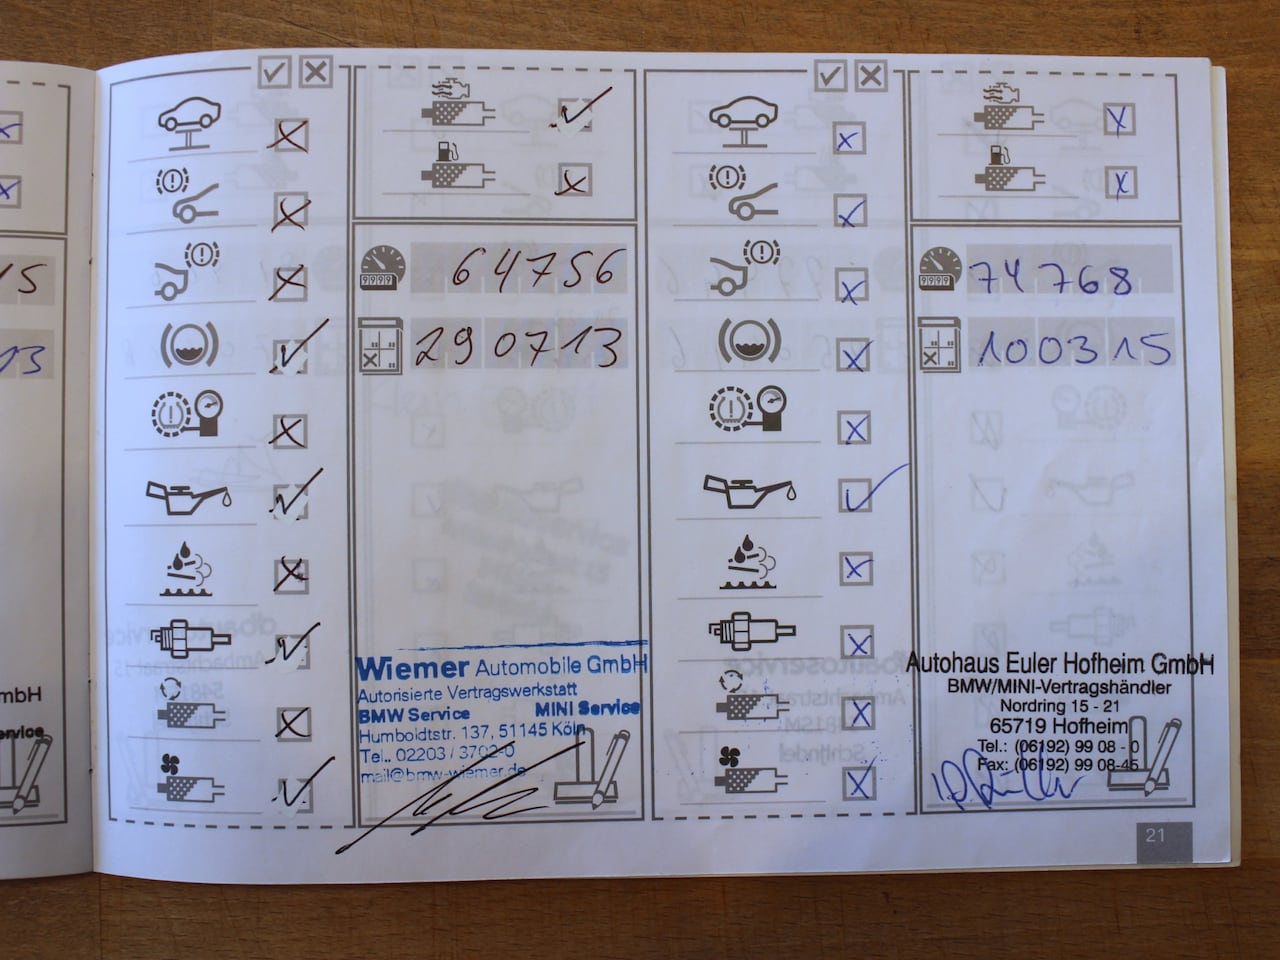 64756
290713
Wiemer Automobile GmbH
Autorisierte Vertragswerkstatt
BMW Service MINI Service
Humboldtstr. 137, 51145 Köln
Tel.. 02203 / 3702-0
mail@bmw-wiemer.de
74768
100315
Autohaus Euler Hofheim GmbH
BMW/MINI-Vertragshändler
Nordring 15 - 21
65719 Hofheim
Tel.: (06192) 99 08 - 0
Fax: (06192) 99 08-45
21